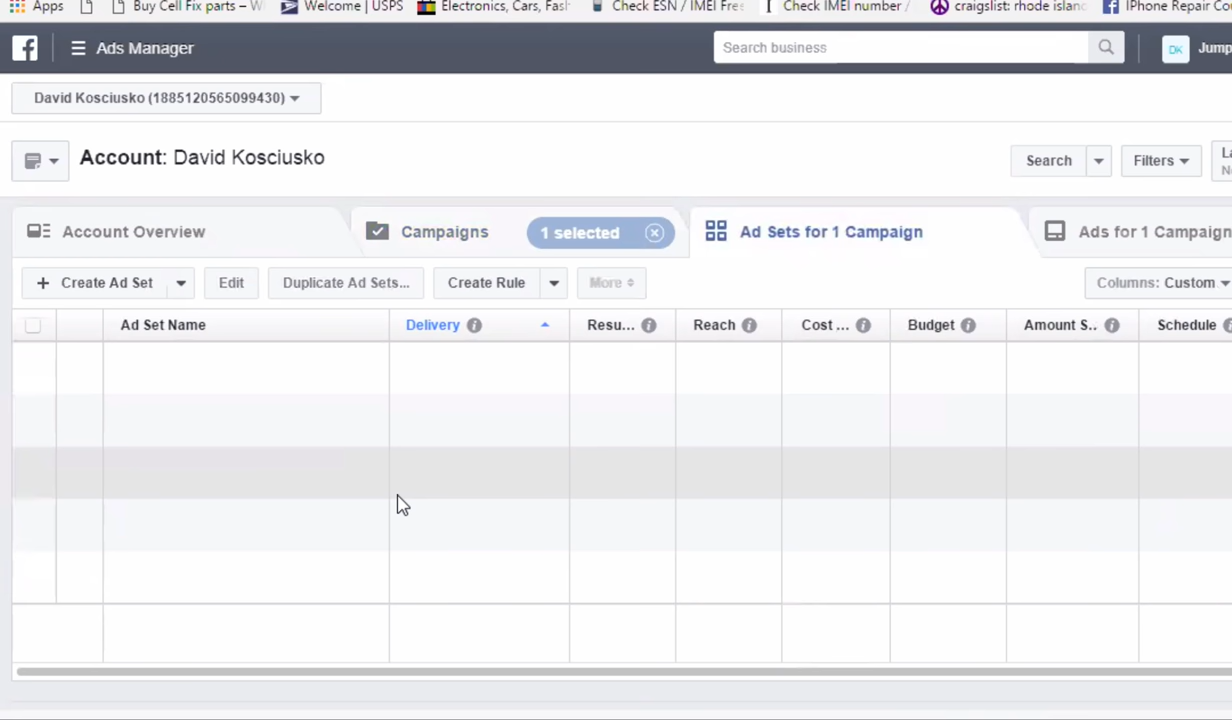 Apps Buy Cell Fix parts – W Welcome | USPS Electronics, Cars, Fash Check ESN / IMEI Free Check IMEI number / craigslist: rhode island IPhone Repair Cou
f Ads Manager Search business DK Jump
David Kosciusko (1885120565099430)
Account: David Kosciusko Search Filters La
Account Overview Campaigns 1 selected Ad Sets for 1 Campaign Ads for 1 Campaign
+ Create Ad Set Edit Duplicate Ad Sets... Create Rule More Columns: Custom
Ad Set Name Delivery Resu... Reach Cost ... Budget Amount S.. Schedule